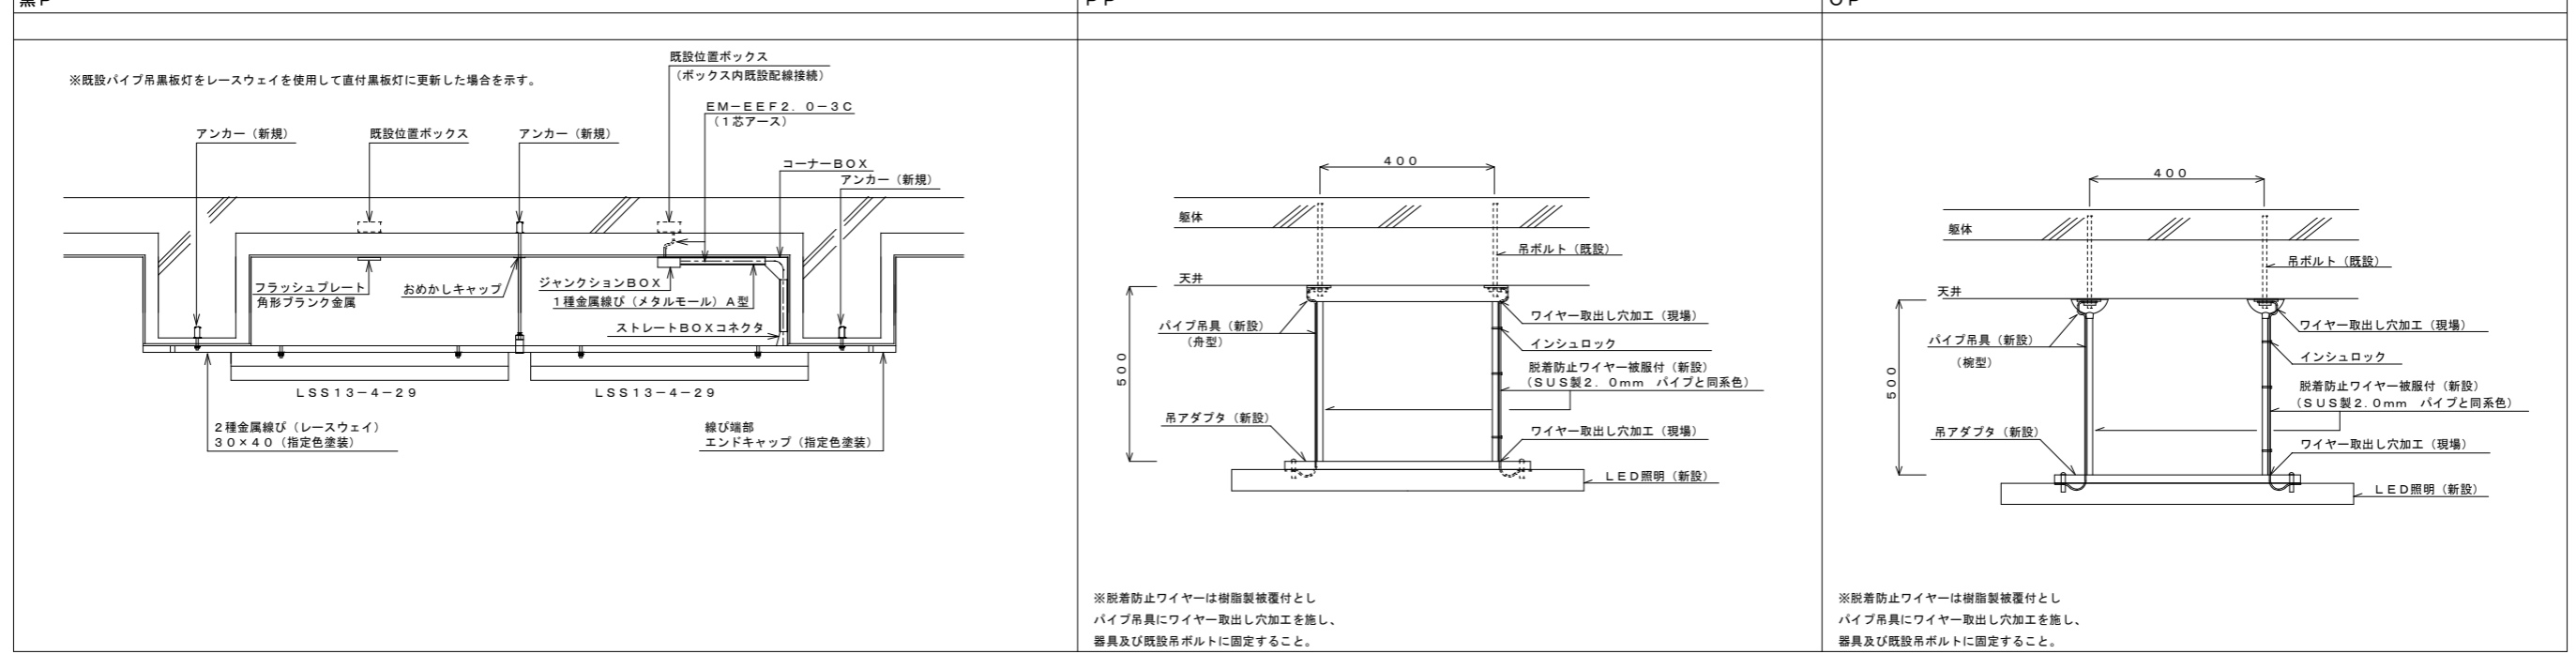 黒P
PP
OP
※既設パイプ吊黒板灯をレースウェイを使用して直付黒板灯に更新した場合を示す。
既設位置ボックス
(ボックス内既設配線接続)
EM-EEF2.0-3C
(1芯アース)
アンカー(新規)
既設位置ボックス
アンカー(新規)
コーナーBOX
アンカー(新規)
フラッシュプレート
角形ブランク金属
おめかしキャップ
ジャンクションBOX
1種金属線ぴ(メタルモール)A型
ストレートBOXコネクタ
LSS13-4-29
LSS13-4-29
2種金属線ぴ(レースウェイ)
30×40(指定色塗装)
線ぴ端部
エンドキャップ(指定色塗装)
400
躯体
吊ボルト(既設)
天井
パイプ吊具(新設)
(舟型)
ワイヤー取出し穴加工(現場)
インシュロック
500
脱着防止ワイヤー被服付(新設)
(SUS製2.0mm パイプと同系色)
吊アダプタ(新設)
ワイヤー取出し穴加工(現場)
LED照明(新設)
※脱着防止ワイヤーは樹脂製被覆付とし
パイプ吊具にワイヤー取出し穴加工を施し、
器具及び既設吊ボルトに固定すること。
400
躯体
吊ボルト(既設)
天井
パイプ吊具(新設)
(椀型)
ワイヤー取出し穴加工(現場)
インシュロック
500
脱着防止ワイヤー被服付(新設)
(SUS製2.0mm パイプと同系色)
吊アダプタ(新設)
ワイヤー取出し穴加工(現場)
LED照明(新設)
※脱着防止ワイヤーは樹脂製被覆付とし
パイプ吊具にワイヤー取出し穴加工を施し、
器具及び既設吊ボルトに固定すること。